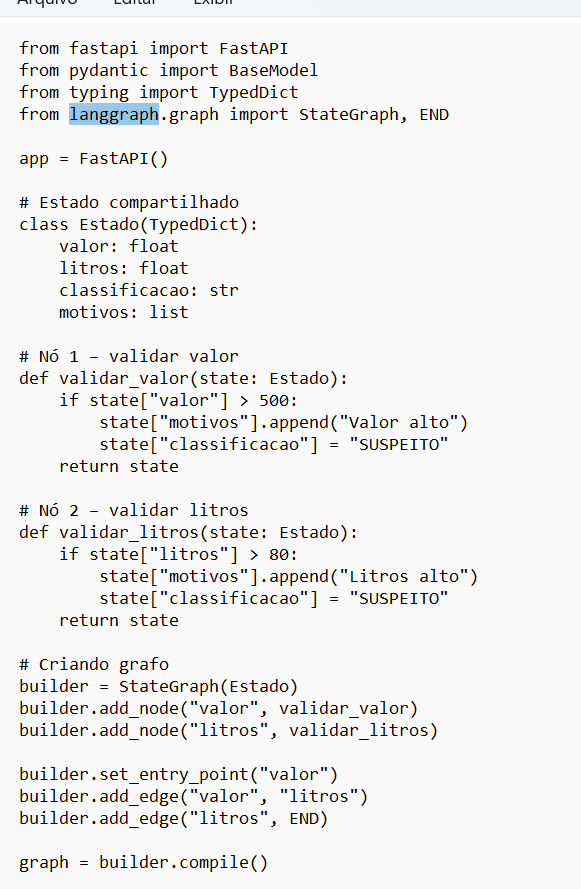 Arquivo Editar Exibir
from fastapi import FastAPI
from pydantic import BaseModel
from typing import TypedDict
from langgraph.graph import StateGraph, END
app = FastAPI()
# Estado compartilhado
class Estado(TypedDict):
    valor: float
    litros: float
    classificacao: str
    motivos: list
# Nó 1 – validar valor
def validar_valor(state: Estado):
    if state["valor"] > 500:
        state["motivos"].append("Valor alto")
        state["classificacao"] = "SUSPEITO"
    return state
# Nó 2 – validar litros
def validar_litros(state: Estado):
    if state["litros"] > 80:
        state["motivos"].append("Litros alto")
        state["classificacao"] = "SUSPEITO"
    return state
# Criando grafo
builder = StateGraph(Estado)
builder.add_node("valor", validar_valor)
builder.add_node("litros", validar_litros)
builder.set_entry_point("valor")
builder.add_edge("valor", "litros")
builder.add_edge("litros", END)
graph = builder.compile()